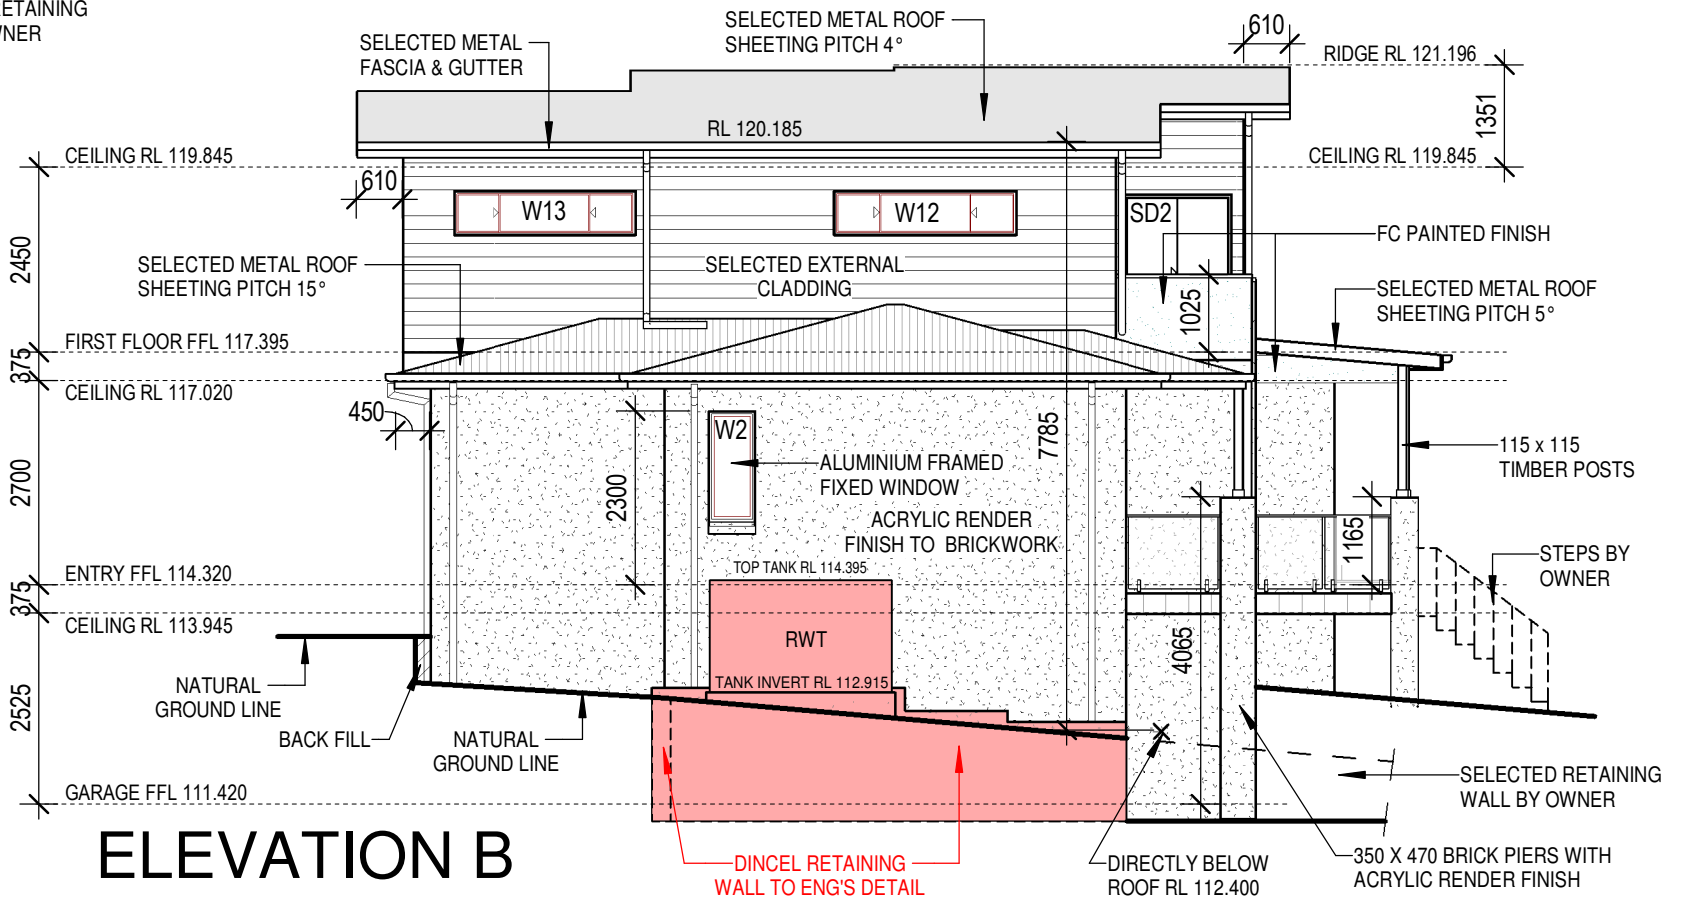 RETAINING
WNER
SELECTED METAL
FASCIA & GUTTER
SELECTED METAL ROOF
SHEETING PITCH 4°
610
RIDGE RL 121.196
1351
RL 120.185
CEILING RL 119.845
CEILING RL 119.845
610
W13
W12
SD2
FC PAINTED FINISH
2450
SELECTED METAL ROOF
SHEETING PITCH 15°
SELECTED EXTERNAL
CLADDING
1025
SELECTED METAL ROOF
SHEETING PITCH 5°
FIRST FLOOR FFL 117.395
375
CEILING RL 117.020
450
W2
7785
2700
2300
ALUMINIUM FRAMED
FIXED WINDOW
115 x 115
TIMBER POSTS
ACRYLIC RENDER
FINISH TO BRICKWORK
1165
STEPS BY
OWNER
TOP TANK RL 114.395
ENTRY FFL 114.320
375
CEILING RL 113.945
RWT
4065
TANK INVERT RL 112.915
NATURAL
GROUND LINE
2525
BACK FILL
NATURAL
GROUND LINE
SELECTED RETAINING
WALL BY OWNER
GARAGE FFL 111.420
ELEVATION B
DINCEL RETAINING
WALL TO ENG'S DETAIL
DIRECTLY BELOW
ROOF RL 112.400
350 X 470 BRICK PIERS WITH
ACRYLIC RENDER FINISH